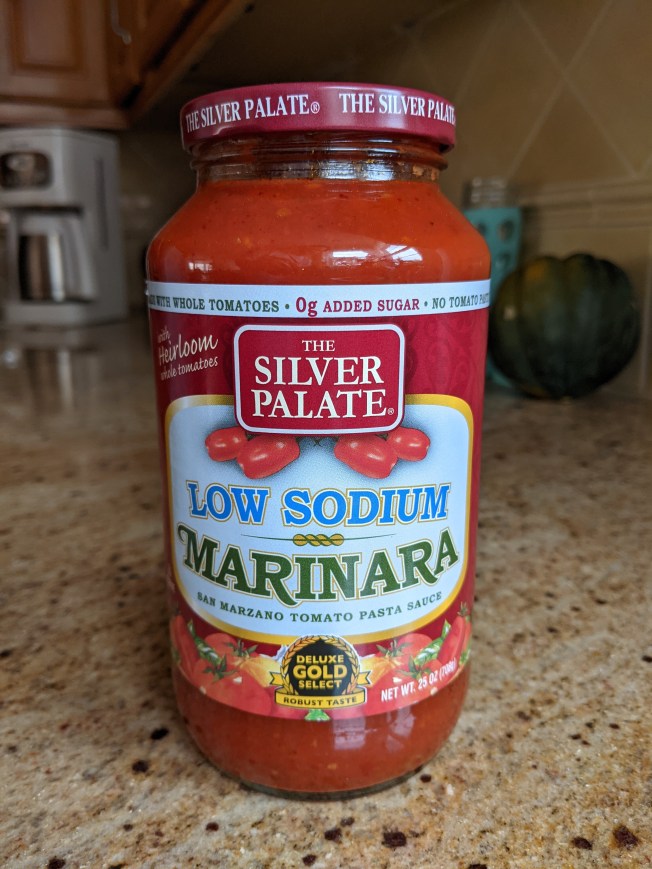 THE SILVER PALATE® THE SILVER PALATE
WITH WHOLE TOMATOES • 0g ADDED SUGAR • NO TOMATO
with
Heirloom
whole tomatoes
THE
SILVER
PALATE®
LOW SODIUM
MARINARA
SAN MARZANO TOMATO PASTA SAUCE
DELUXE
GOLD
SELECT
ROBUST TASTE
NET WT. 25 OZ (708g)